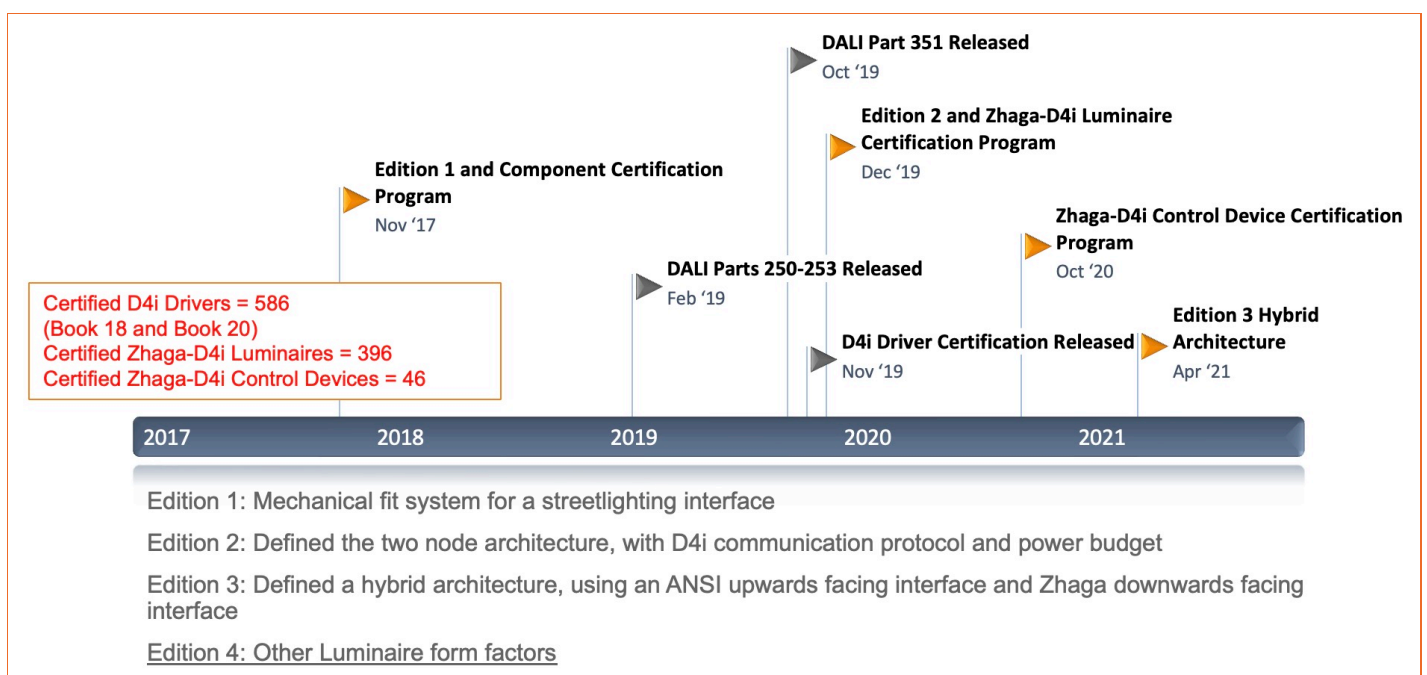 DALI Part 351 Released
Oct ‘19
Edition 2 and Zhaga-D4i Luminaire
Certification Program
Dec ‘19
Edition 1 and Component Certification
Program
Nov ‘17
Zhaga-D4i Control Device Certification
Program
Oct ‘20
DALI Parts 250-253 Released
Feb ‘19
Certified D4i Drivers = 586
(Book 18 and Book 20)
Certified Zhaga-D4i Luminaires = 396
Certified Zhaga-D4i Control Devices = 46
D4i Driver Certification Released
Nov ‘19
Edition 3 Hybrid
Architecture
Apr ‘21
2017 2018 2019 2020 2021
Edition 1: Mechanical fit system for a streetlighting interface
Edition 2: Defined the two node architecture, with D4i communication protocol and power budget
Edition 3: Defined a hybrid architecture, using an ANSI upwards facing interface and Zhaga downwards facing
interface
Edition 4: Other Luminaire form factors